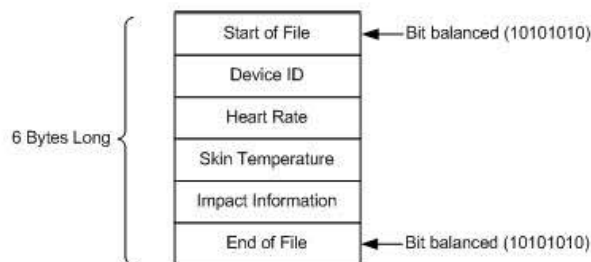 Start of File
Bit balanced (10101010)
Device ID
Heart Rate
6 Bytes Long
Skin Temperature
Impact Information
End of File
Bit balanced (10101010)